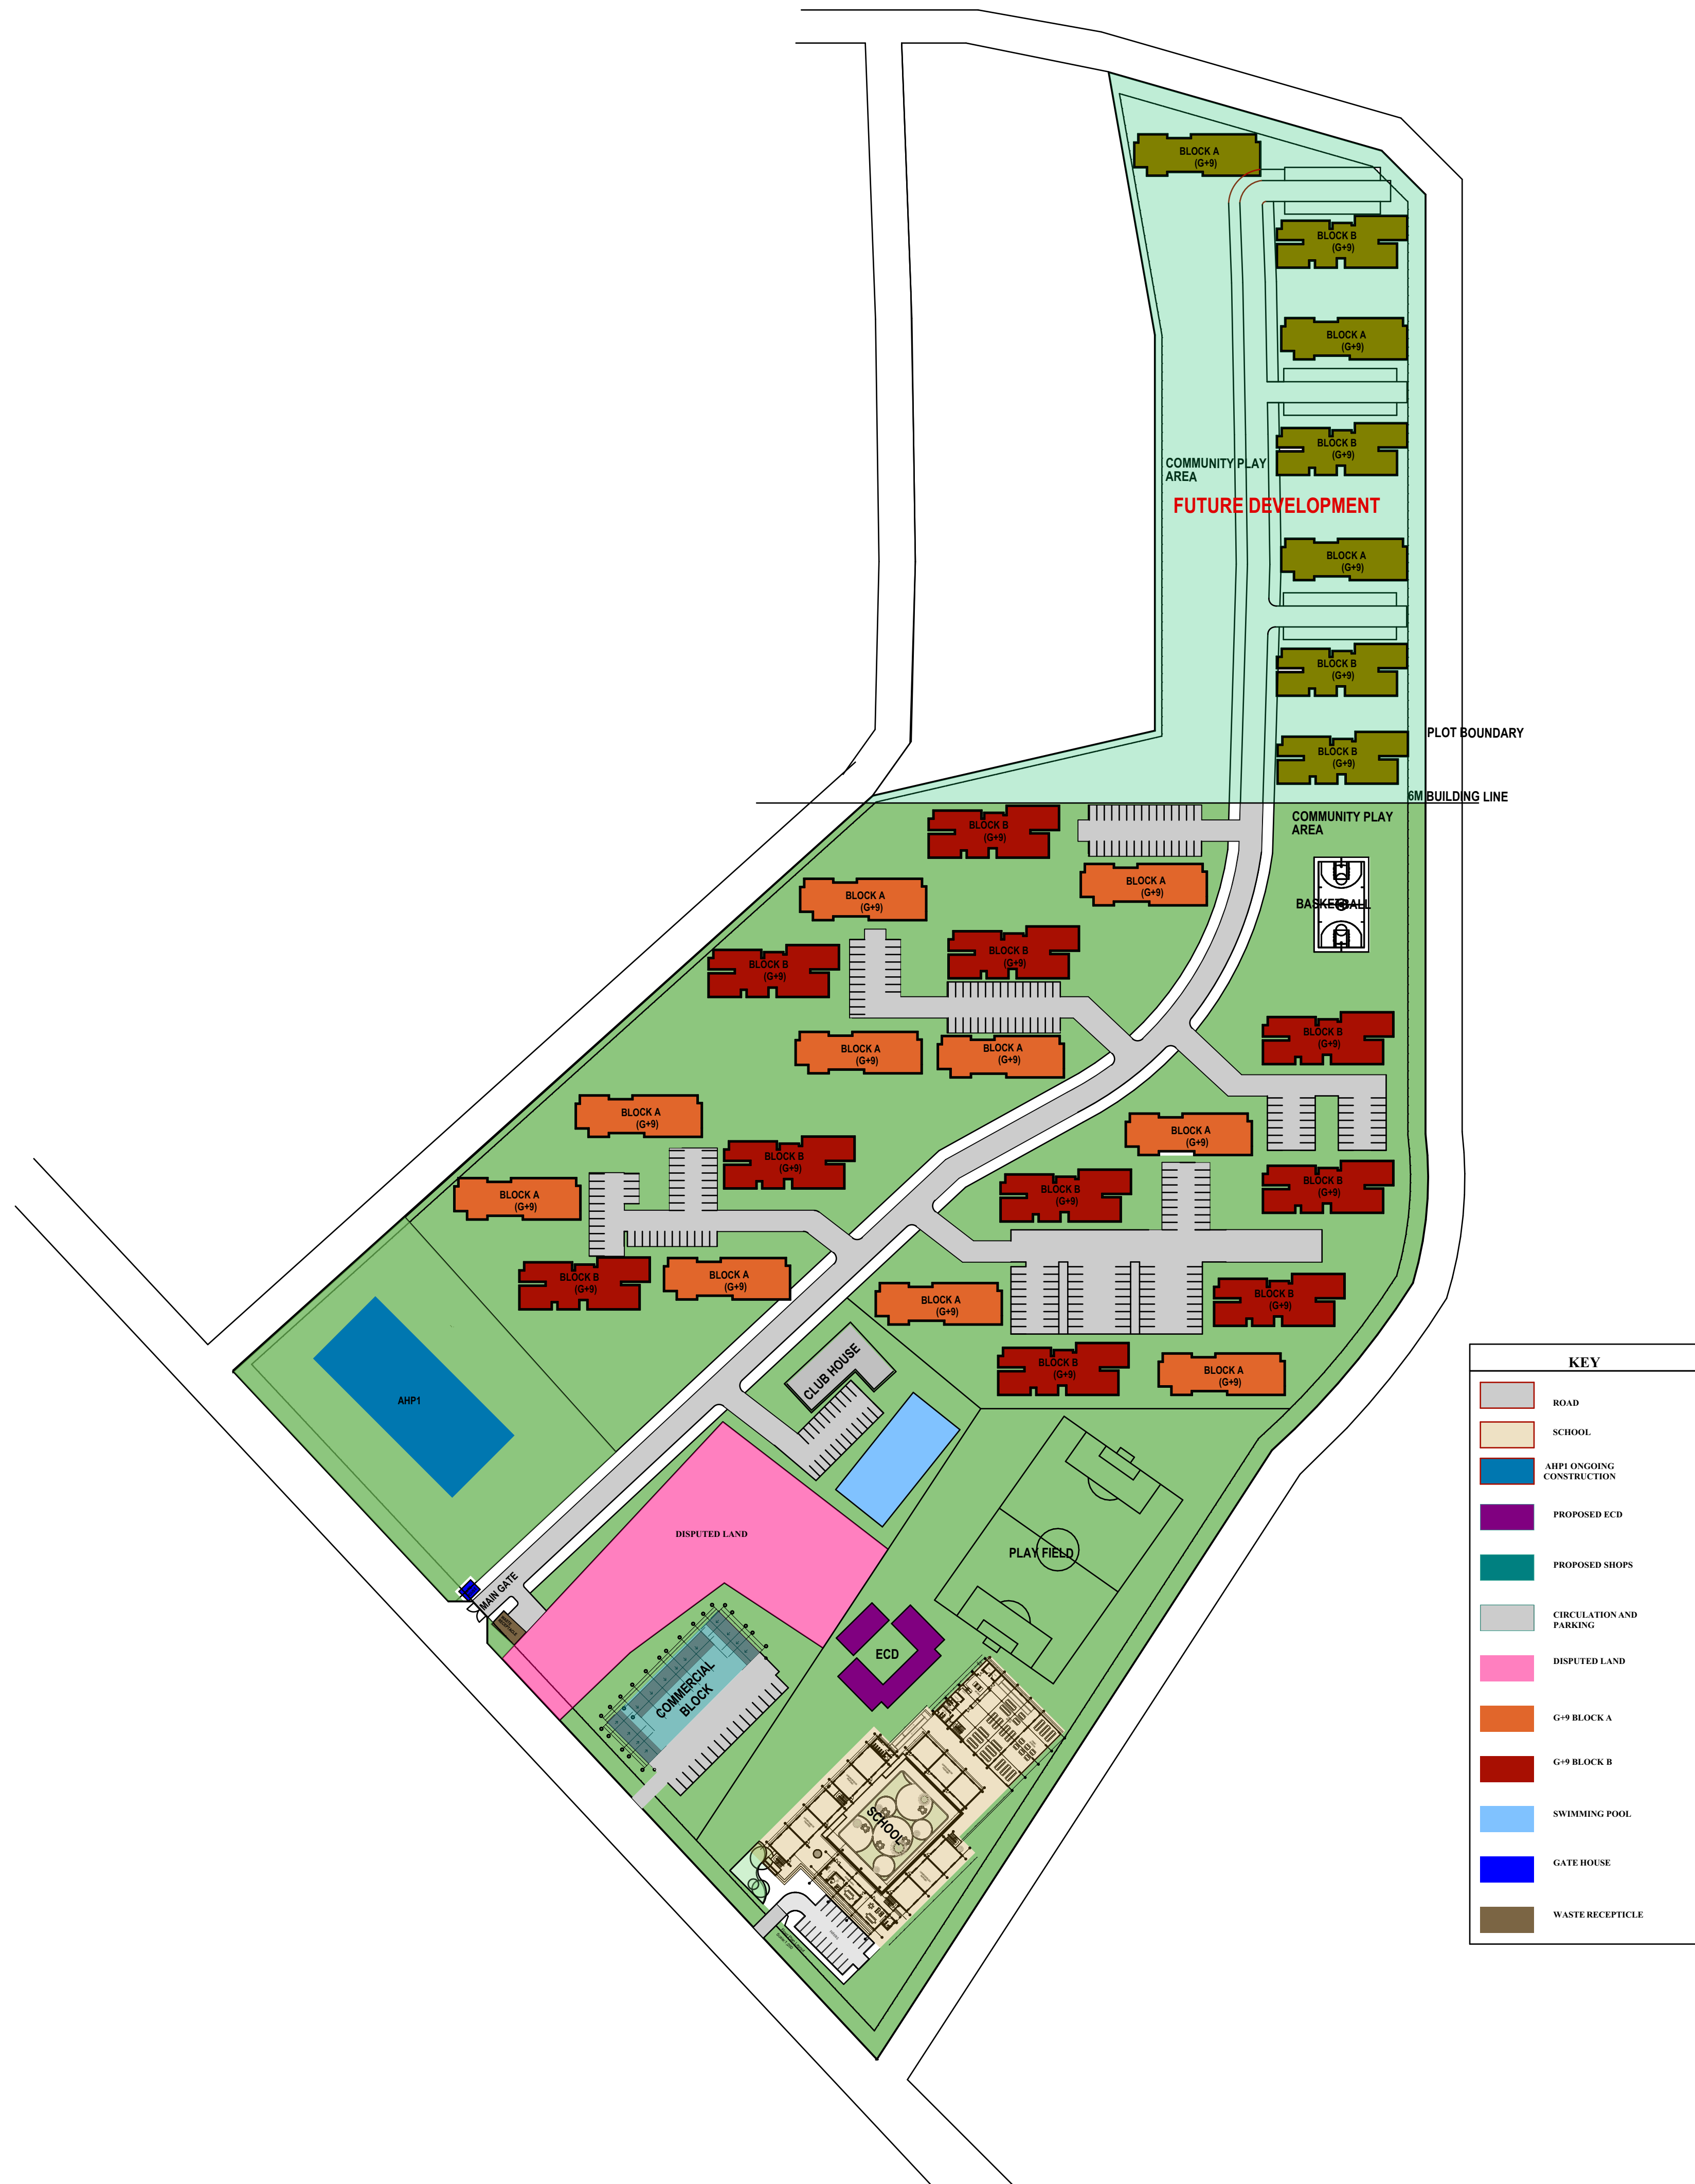 BLOCK A
(G+9)
BLOCK B
(G+9)
BLOCK A
(G+9)
BLOCK B
(G+9)
COMMUNITY PLAY
AREA
FUTURE DEVELOPMENT
BLOCK A
(G+9)
BLOCK B
(G+9)
PLOT BOUNDARY
BLOCK B
(G+9)
6M BUILDING LINE
COMMUNITY PLAY
AREA
BLOCK B
(G+9)
BLOCK A
(G+9)
BLOCK A
(G+9)
BASKETBALL
BLOCK B
(G+9)
BLOCK B
(G+9)
BLOCK B
(G+9)
BLOCK A
(G+9)
BLOCK A
(G+9)
BLOCK A
(G+9)
BLOCK A
(G+9)
BLOCK B
(G+9)
BLOCK B
(G+9)
BLOCK B
(G+9)
BLOCK A
(G+9)
BLOCK B
(G+9)
BLOCK A
(G+9)
BLOCK A
(G+9)
BLOCK B
(G+9)
BLOCK B
(G+9)
BLOCK A
(G+9)
CLUB HOUSE
AHP1
DISPUTED LAND
PLAY FIELD
MAIN GATE
ECD
COMMERCIAL
BLOCK
SCHOOL
KEY
ROAD
SCHOOL
AHP1 ONGOING
CONSTRUCTION
PROPOSED ECD
PROPOSED SHOPS
CIRCULATION AND
PARKING
DISPUTED LAND
G+9 BLOCK A
G+9 BLOCK B
SWIMMING POOL
GATE HOUSE
WASTE RECEPTICLE